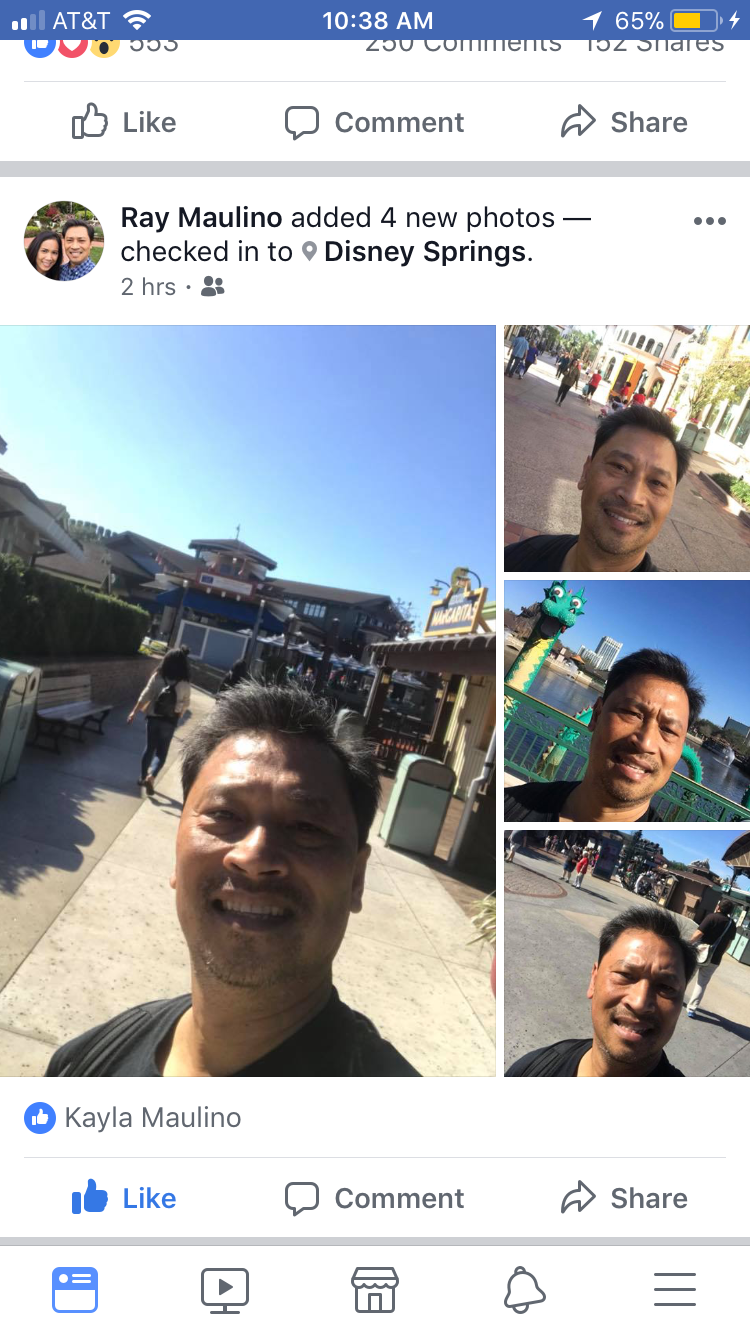 AT&T 10:38 AM 65%
553 250 Comments 152 Shares
Like Comment Share
Ray Maulino added 4 new photos —
checked in to Disney Springs.
2 hrs
MARGARITAS
Kayla Maulino
Like Comment Share